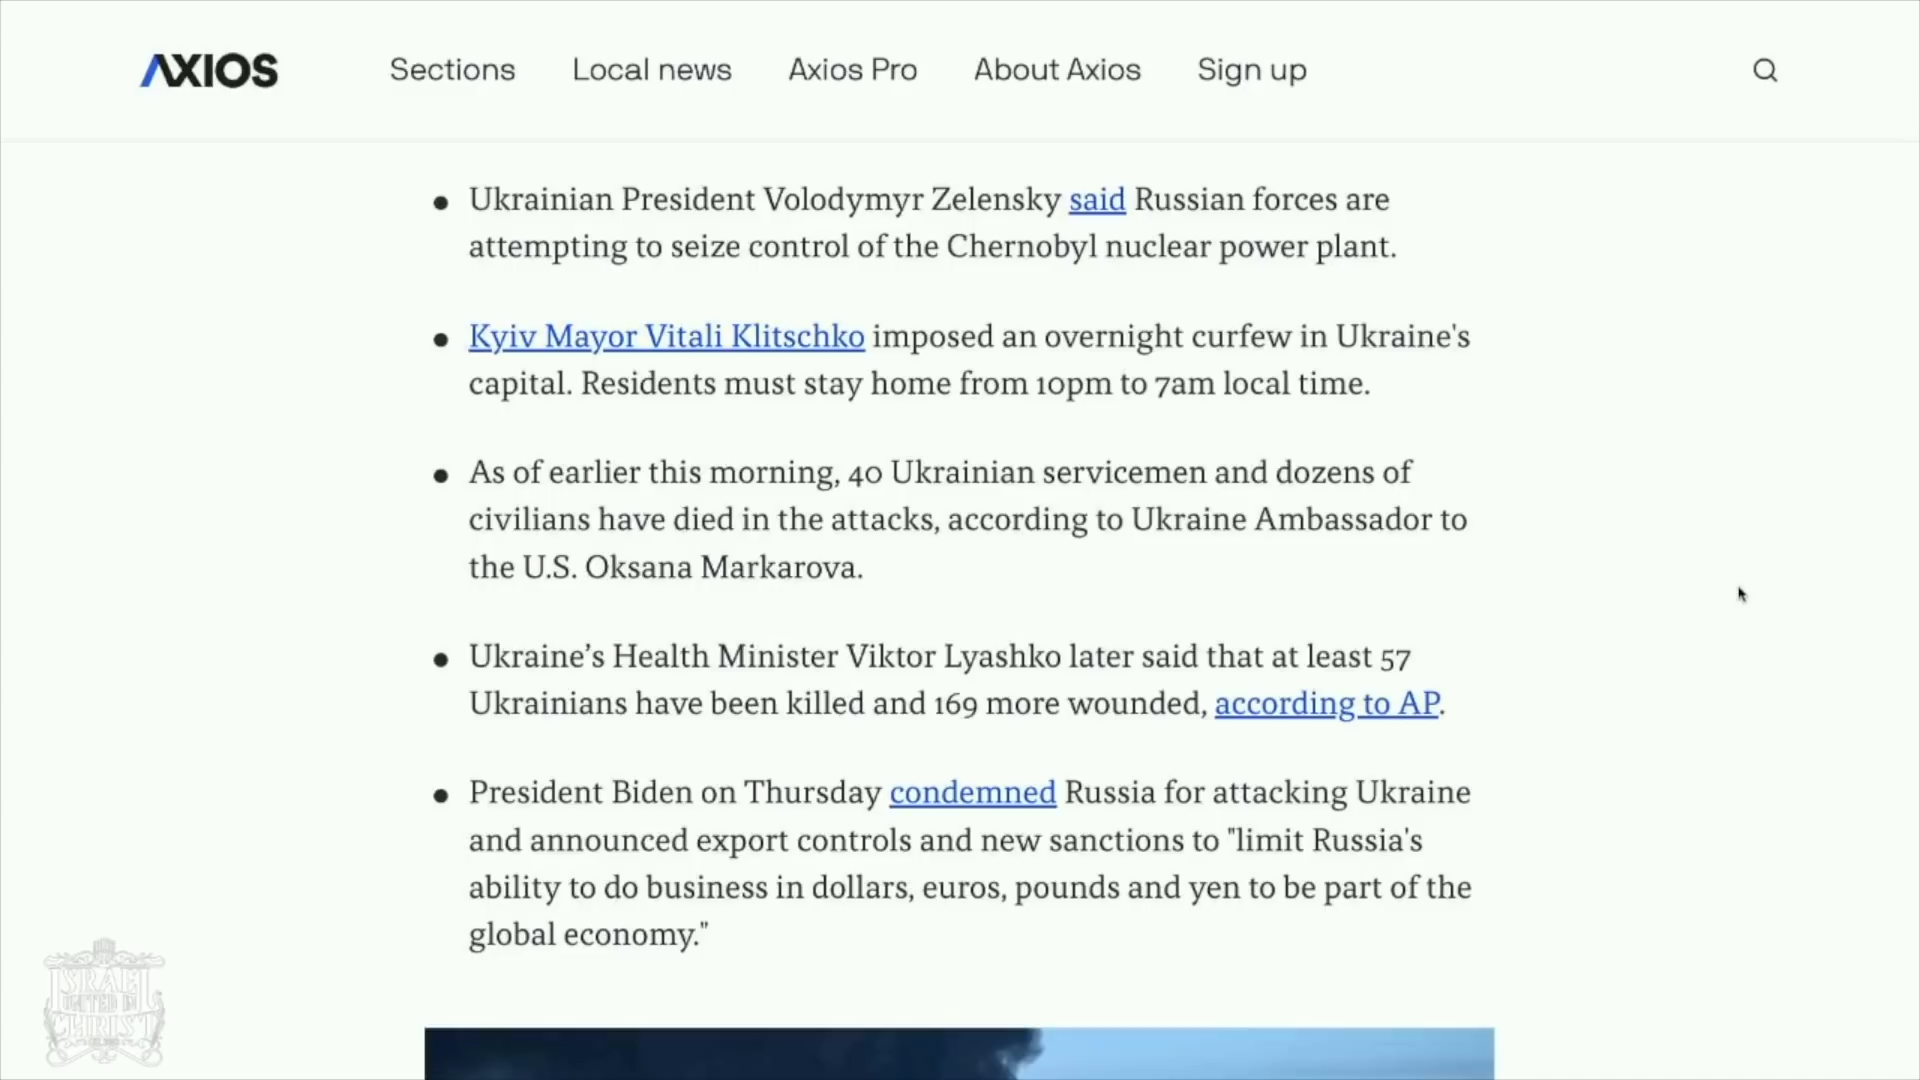 AXIOS Sections Local news Axios Pro About Axios Sign up
• Ukrainian President Volodymyr Zelensky said Russian forces are
attempting to seize control of the Chernobyl nuclear power plant.
• Kyiv Mayor Vitali Klitschko imposed an overnight curfew in Ukraine's
capital. Residents must stay home from 10pm to 7am local time.
• As of earlier this morning, 40 Ukrainian servicemen and dozens of
civilians have died in the attacks, according to Ukraine Ambassador to
the U.S. Oksana Markarova.
• Ukraine’s Health Minister Viktor Lyashko later said that at least 57
Ukrainians have been killed and 169 more wounded, according to AP.
• President Biden on Thursday condemned Russia for attacking Ukraine
and announced export controls and new sanctions to "limit Russia's
ability to do business in dollars, euros, pounds and yen to be part of the
global economy."
ISRAEL
UNITED IN
CHRIST